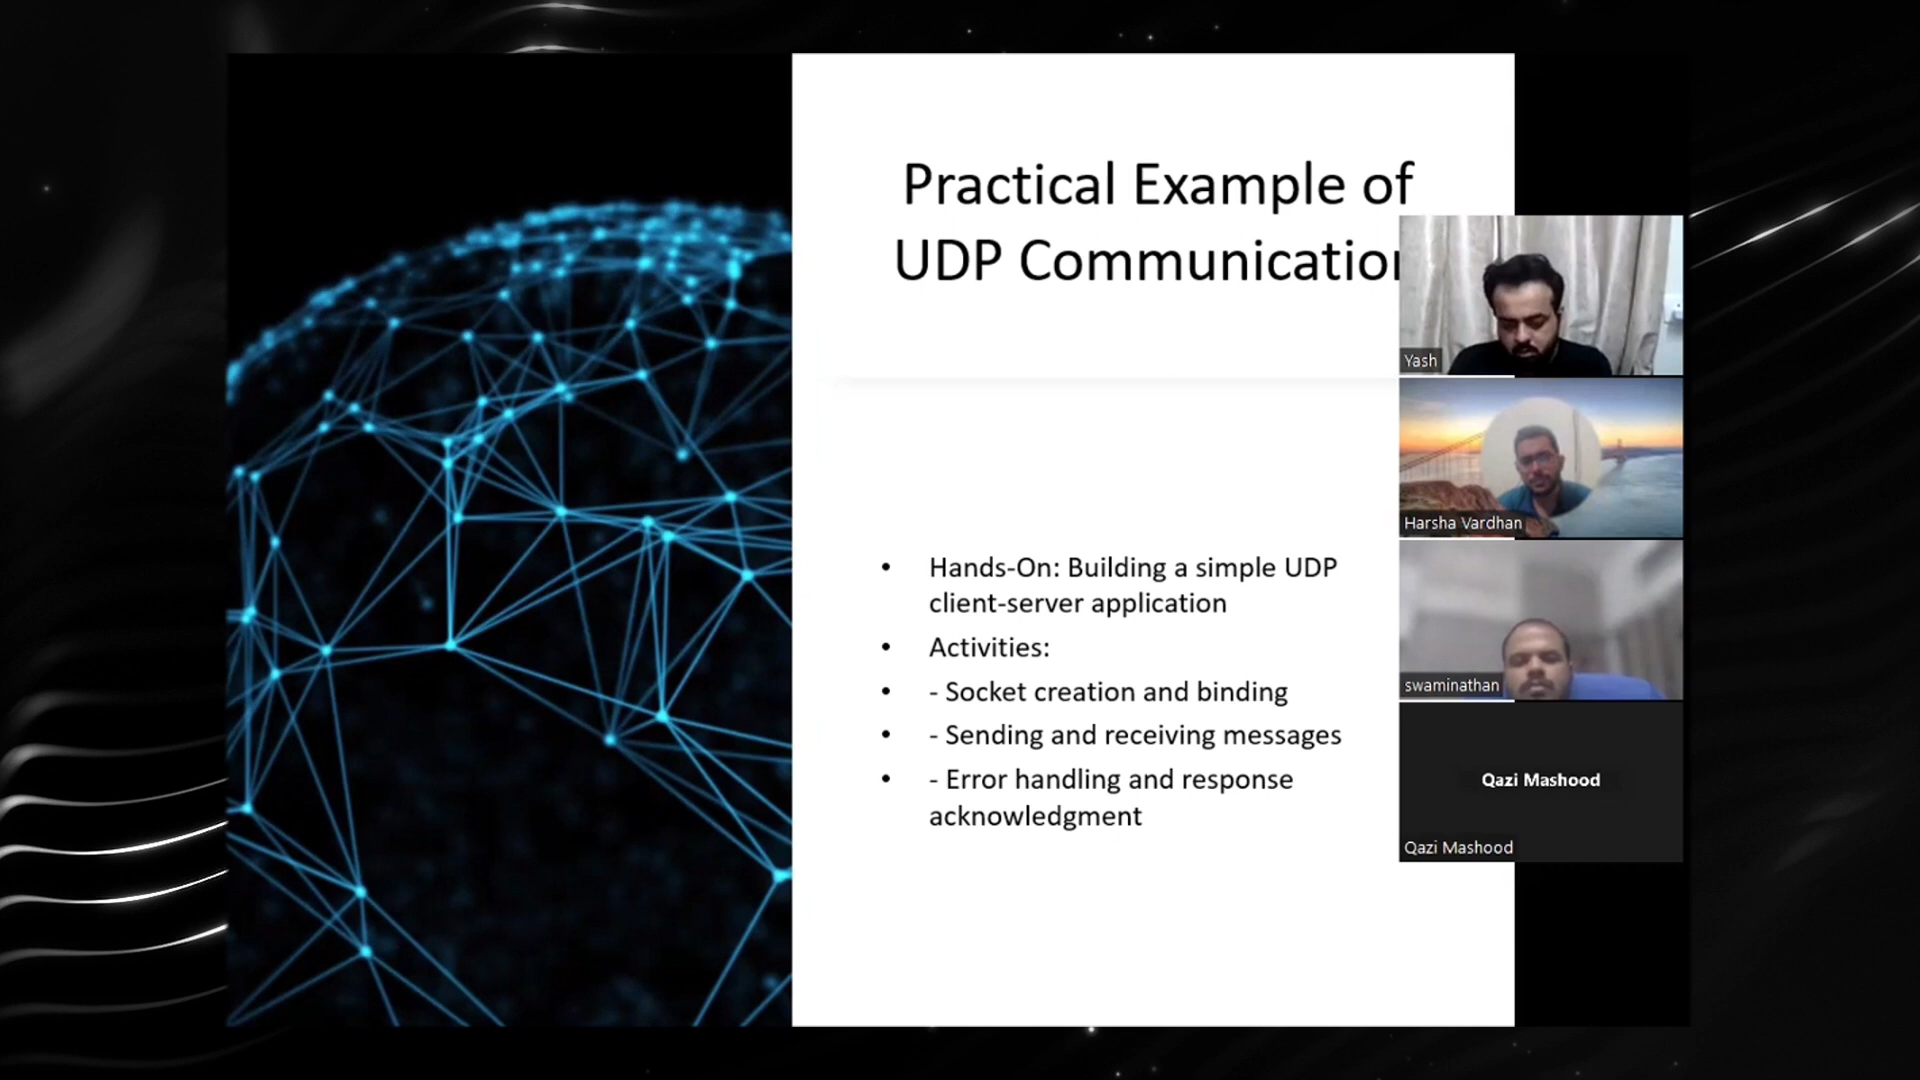 Practical Example of
UDP Communication
• Hands-On: Building a simple UDP
client-server application
• Activities:
• - Socket creation and binding
• - Sending and receiving messages
• - Error handling and response
acknowledgment
Yash
Harsha Vardhan
swaminathan
Qazi Mashood
Qazi Mashood